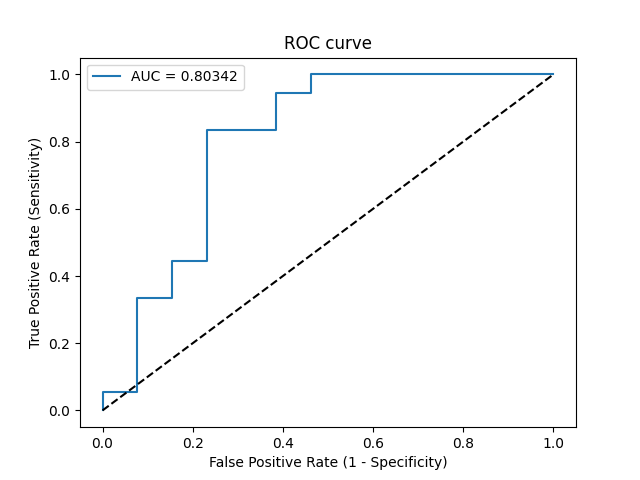 ROC curve
AUC = 0.80342
True Positive Rate (Sensitivity)
1.0
0.8
0.6
0.4
0.2
0.0
0.0 0.2 0.4 0.6 0.8 1.0
False Positive Rate (1 - Specificity)